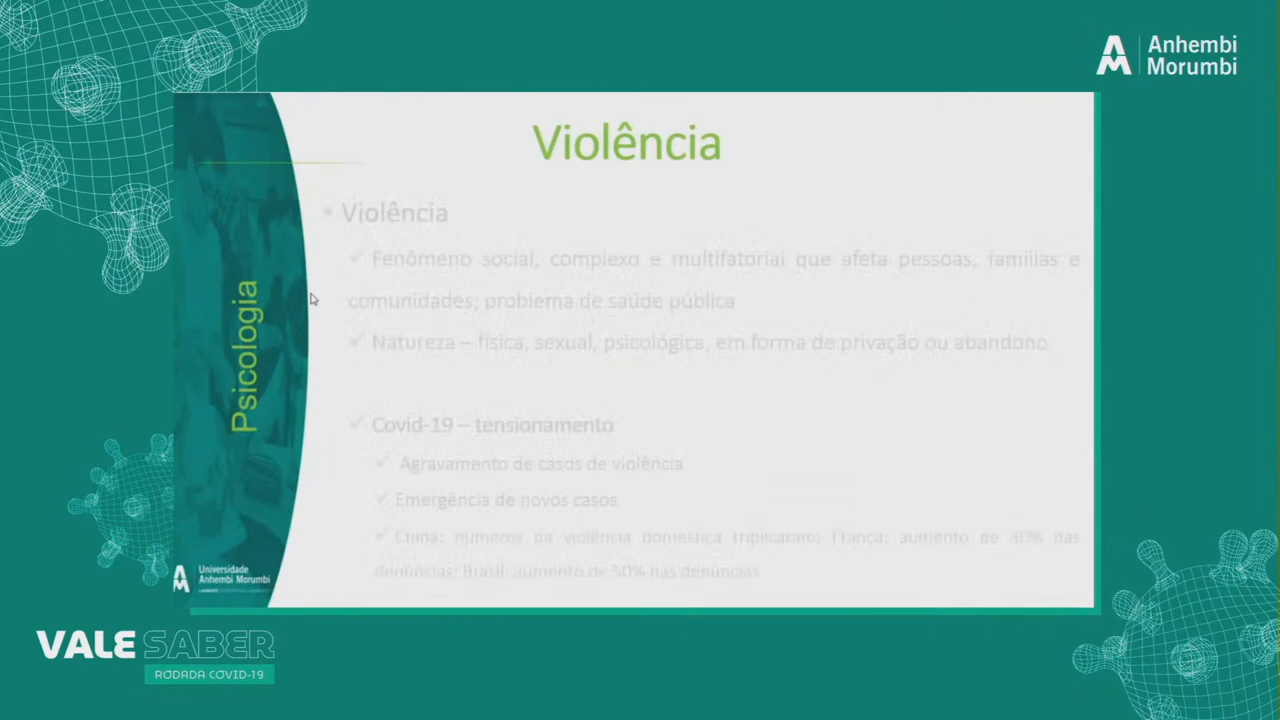 Anhembi
Morumbi
Violência
• Violência
✓ Fenômeno social, complexo e multifatorial que afeta pessoas, famílias e
comunidades; problema de saúde pública
✓ Natureza – física, sexual, psicológica, em forma de privação ou abandono
✓ Covid-19 – tensionamento
✓ Agravamento de casos de violência
✓ Emergência de novos casos
✓ China: números da violência doméstica triplicaram; França: aumento de 30% nas
denúncias; Brasil: aumento de 50% nas denúncias
Psicologia
Universidade
Anhembi Morumbi
VALE SABER
RODADA COVID-19